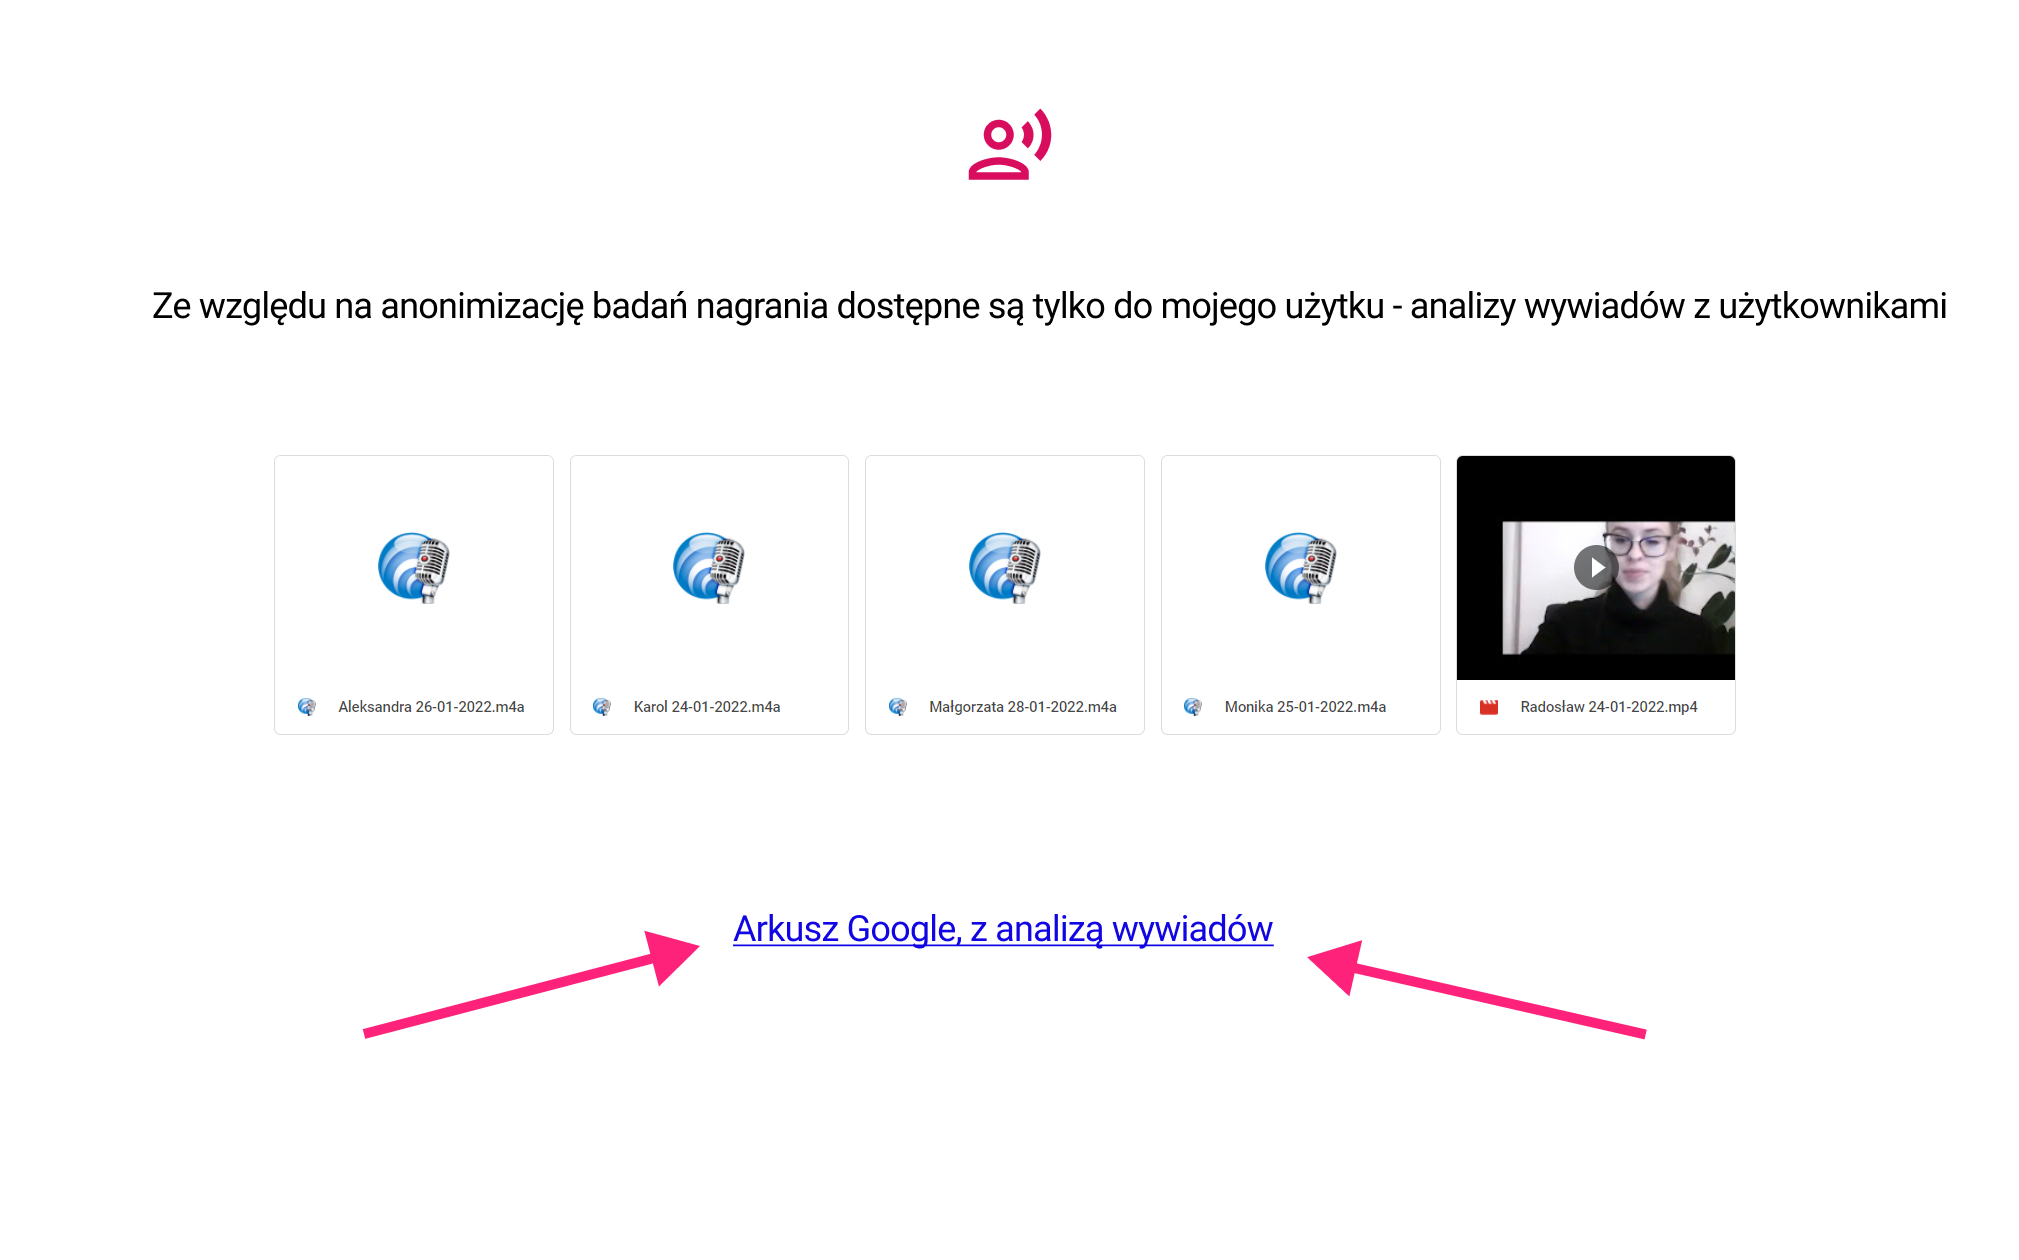 Ze względu na anonimizację badań nagrania dostępne są tylko do mojego użytku - analizy wywiadów z użytkownikami
Aleksandra 26-01-2022.m4a
Karol 24-01-2022.m4a
Małgorzata 28-01-2022.m4a
Monika 25-01-2022.m4a
Radosław 24-01-2022.mp4
Arkusz Google, z analizą wywiadów